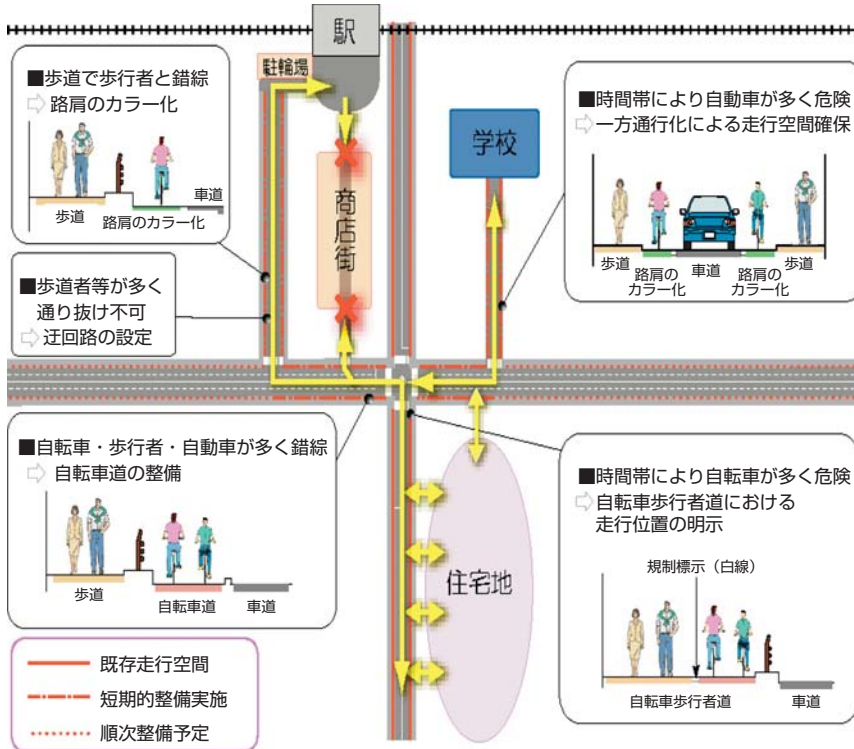 駅
駐輪場
■歩道で歩行者と錯綜
⇨ 路肩のカラー化
車道
歩道
路肩のカラー化
■歩道者等が多く
通り抜け不可
⇨ 迂回路の設定
商店街
学校
■時間帯により自動車が多く危険
⇨一方通行化による走行空間確保
歩道
路肩の
カラー化
車道
路肩の
カラー化
歩道
■自転車・歩行者・自動車が多く錯綜
⇨ 自転車道の整備
歩道
自転車道
車道
住宅地
■時間帯により自転車が多く危険
⇨自転車歩行者道における
走行位置の明示
規制標示（白線）
自転車歩行者道
車道
既存走行空間
短期的整備実施
順次整備予定